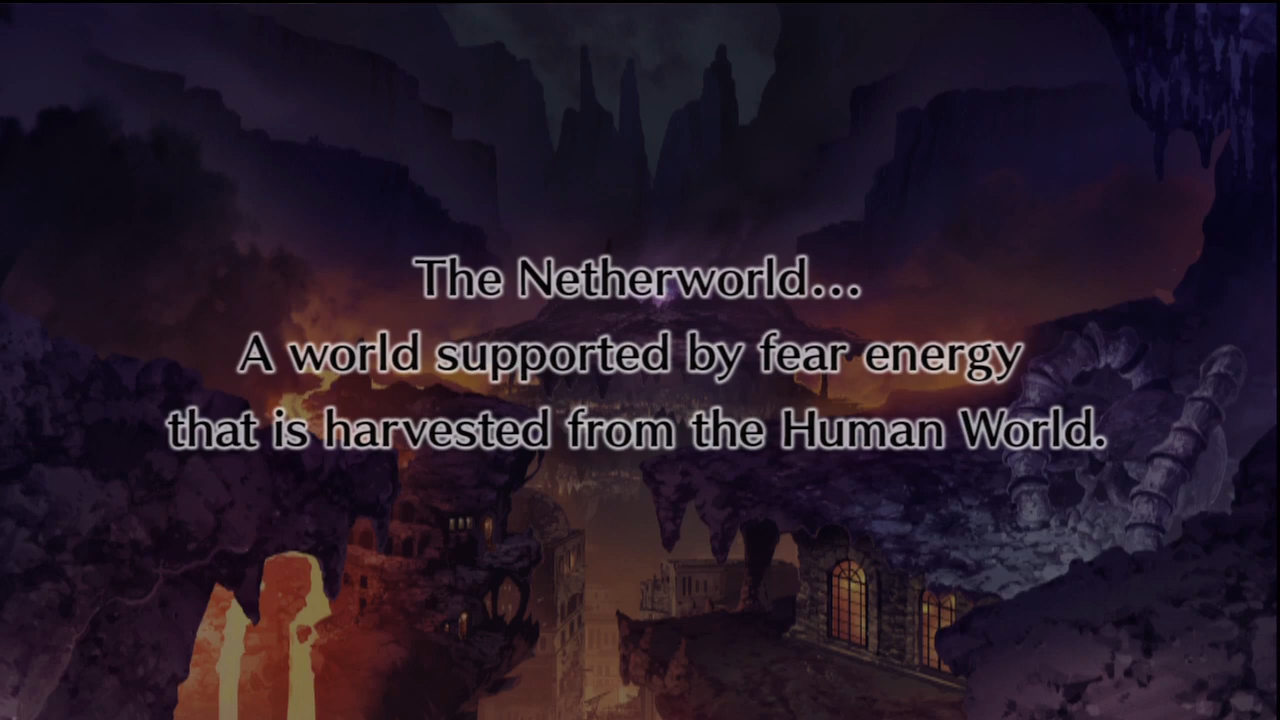 The Netherworld...
A world supported by fear energy
that is harvested from the Human World.